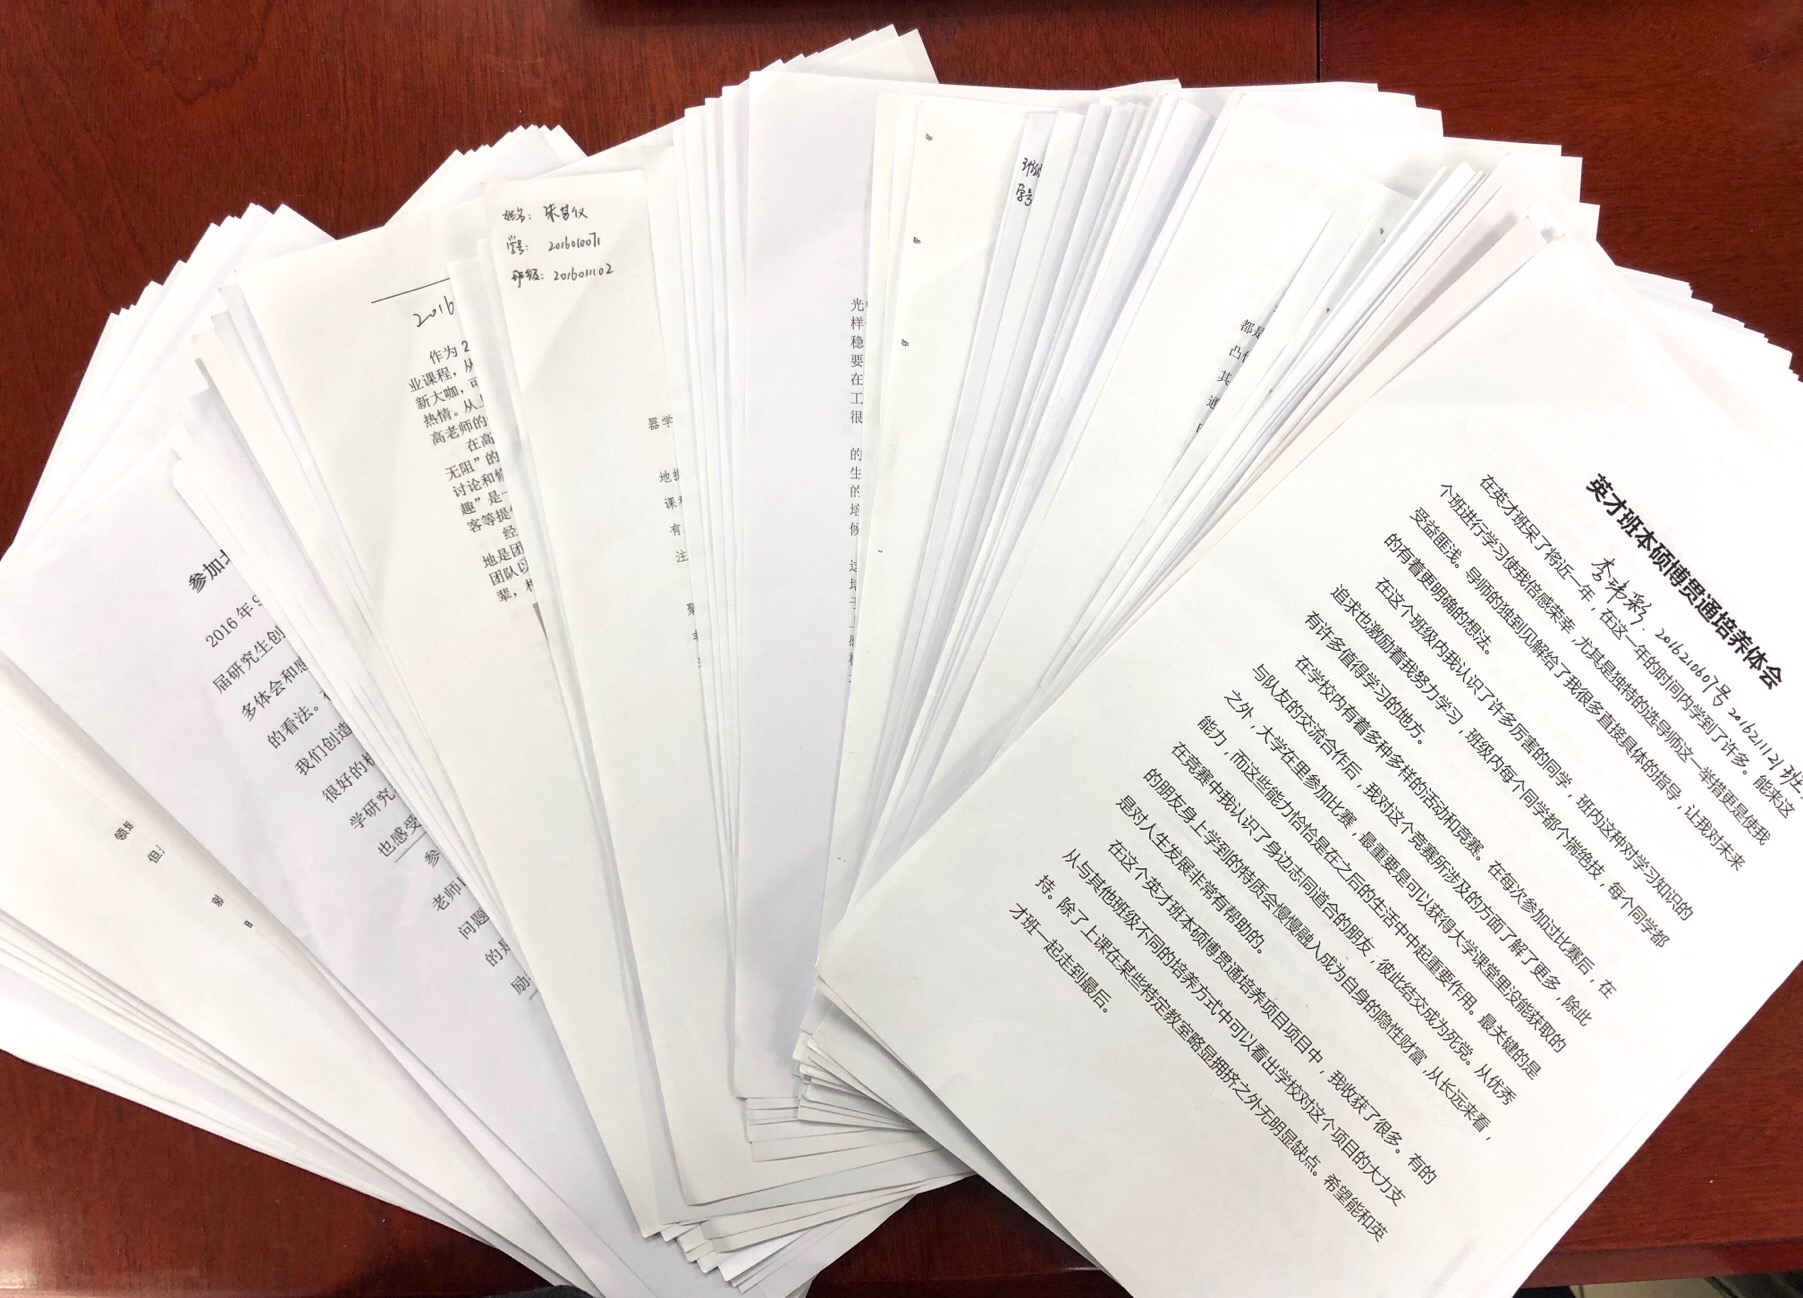 英才班本硕博贯通培养体会
李玮彩 2016210607号 2016211121班
在英才班呆了将近一年，在这一年的时间内学到了许多。能来这
个班进行学习使我倍感荣幸，尤其是独特的选导师这一举措更是使我
受益匪浅。导师的独到见解给了我很多直接具体的指导，让我对未来
的有着更明确的想法。
在这个班级内我认识了许多厉害的同学，班内这种对学习知识的
追求也激励着我努力学习，班级内每个同学都个揣绝技，每个同学都
有许多值得学习的地方。
在学校内有着多种多样的活动和竞赛。在每次参加过比赛后，在
与队友的交流合作后，我对这个竞赛所涉及的方面了解了更多，除此
之外，大学在里参加比赛，最重要是可以获得大学课堂里没能获取的
能力，而这些能力恰恰是在之后的生活中中起重要作用。最关键的是
在竞赛中我认识了身边志同道合的朋友，彼此结交成为死党。从优秀
的朋友身上学到的特质会慢慢融入成为自身的隐性财富，从长远来看，
是对人生发展非常有帮助的。
在这个英才班本硕博贯通培养项目项目中，我收获了很多。有的
从与其他班级不同的培养方式中可以看出学校对这个项目的大力支
持。除了上课在某些特定教室略显拥挤之外无明显缺点。希望能和英
才班一起走到最后。
都是
其
通
学号
光
样
稳
要
在
工
很
的
生
的
培
候
姓名：
学号：2016010071
班级：2016011102
器学
课
有
注
2016
作为 2
业课程，从
新大咖，可
热情。从
高老师的
在高
无阻”的
讨论和
趣”是
客等提
经
地是团
团队以
辈，
参加
2016 年 9
届研究生创
多体会和感
的看法。
我们创造
很好的
学研究
也感受
参
老师
问题
的
励
但